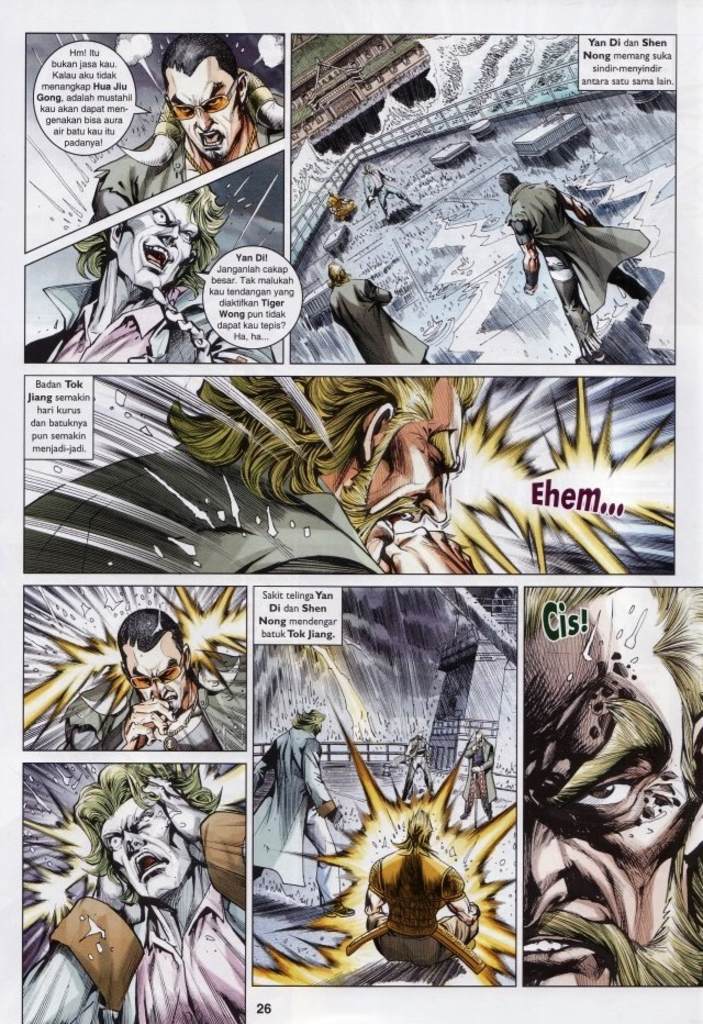 Hm! Itu
bukan jasa kau.
Kalau aku tidak
menangkap Hua Jiu
Gong, adalah mustahil
kau akan dapat men-
genakan bisa aura
air batu kau itu
padanya!
Yan Di dan Shen
Nong memang suka
sindir-menyindir
antara satu sama lain.
Yan Di!
Janganlah cakap
besar. Tak malukah
kau tendangan yang
diaktifkan Tiger
Wong pun tidak
dapat kau tepis?
Ha, ha...
Badan Tok
Jiang semakin
hari kurus
dan batuknya
pun semakin
menjadi-jadi.
Ehem...
Sakit telinga Yan
Di dan Shen
Nong mendengar
batuk Tok Jiang.
Cis!
26